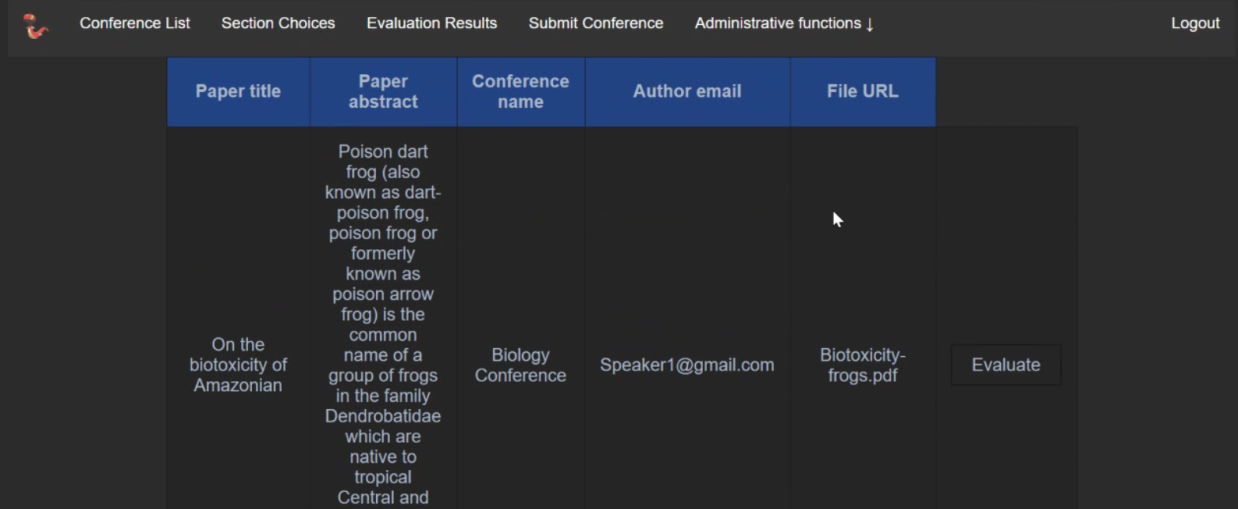 Conference List Section Choices Evaluation Results Submit Conference Administrative functions ↓ Logout
Paper title
Paper
abstract
Conference
name
Author email
File URL
On the
biotoxicity of
Amazonian
Poison dart
frog (also
known as dart-
poison frog,
poison frog or
formerly
known as
poison arrow
frog) is the
common
name of a
group of frogs
in the family
Dendrobatidae
which are
native to
tropical
Central and
Biology
Conference
Speaker1@gmail.com
Biotoxicity-
frogs.pdf
Evaluate